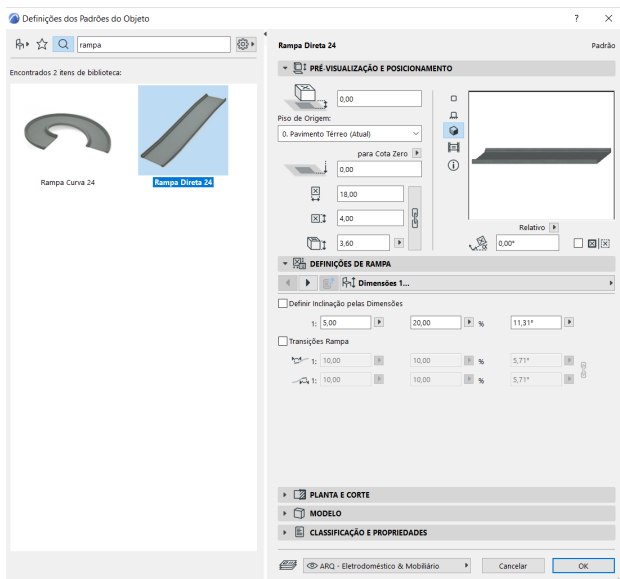 Definições dos Padrões do Objeto
? ×
rampa
Encontrados 2 itens de biblioteca:
Rampa Curva 24
Rampa Direta 24
Rampa Direta 24 Padrão
PRÉ-VISUALIZAÇÃO E POSICIONAMENTO
0,00
Piso de Origem:
0. Pavimento Térreo (Atual)
para Cota Zero
0,00
18,00
4,00
3,60
Relativo
0,00°
DEFINIÇÕES DE RAMPA
Dimensões 1...
Definir Inclinação pelas Dimensões
1: 5,00 20,00 % 11,31°
Transições Rampa
1: 10,00 10,00 % 5,71°
1: 10,00 10,00 % 5,71°
PLANTA E CORTE
MODELO
CLASSIFICAÇÃO E PROPRIEDADES
ARQ - Eletrodoméstico & Mobiliário
Cancelar
OK